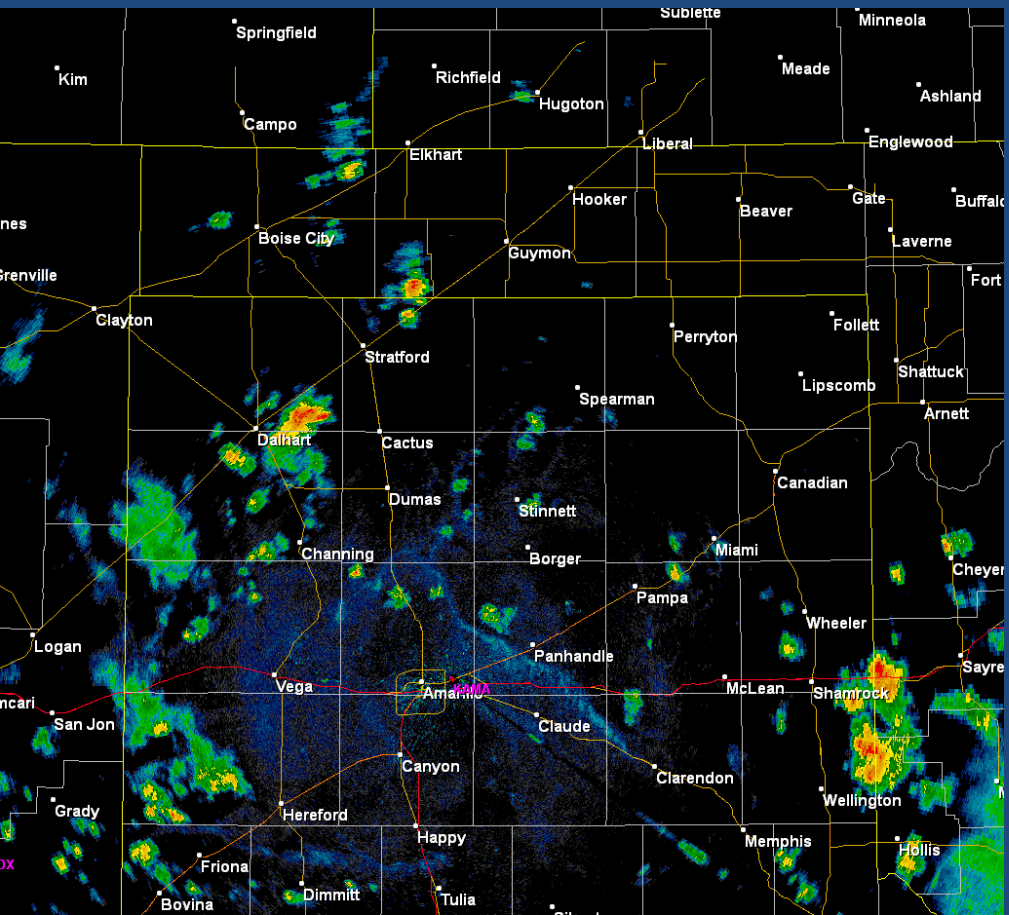 Sublette
Minneola
Springfield
Kim
Richfield
Meade
Hugoton
Ashland
Campo
Liberal
Englewood
Elkhart
Hooker
Beaver
Gate
Buffalo
nes
Boise City
Guymon
Laverne
Grenville
Fort
Clayton
Perryton
Follett
Stratford
Shattuck
Lipscomb
Spearman
Arnett
Dalhart
Cactus
Canadian
Dumas
Stinnett
Channing
Borger
Miami
Cheyen
Pampa
Wheeler
Logan
Panhandle
Sayre
Vega
Amarillo
KAMA
McLean
Shamrock
mcari
San Jon
Claude
Canyon
Clarendon
Grady
Hereford
Wellington
M
Happy
Memphis
Hollis
DX
Friona
Dimmitt
Tulia
Bovina